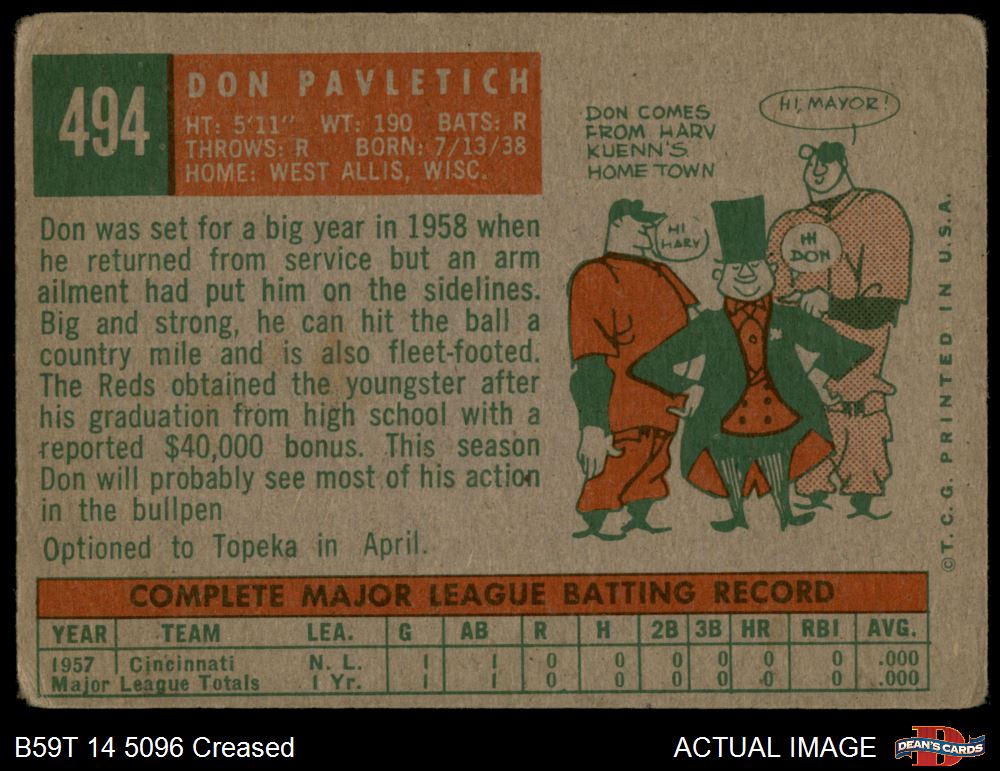 494
DON PAVLETICH
HT: 5'11" WT: 190 BATS: R
THROWS: R BORN: 7/13/38
HOME: WEST ALLIS, WISC.
Don was set for a big year in 1958 when
he returned from service but an arm
ailment had put him on the sidelines.
Big and strong, he can hit the ball a
country mile and is also fleet-footed.
The Reds obtained the youngster after
his graduation from high school with a
reported $40,000 bonus. This season
Don will probably see most of his action
in the bullpen
Optioned to Topeka in April.
DON COMES
FROM HARV
KUENN'S
HOME TOWN
HI, MAYOR!
HI
HARV
HI
DON
© T. C. G. PRINTED IN U.S.A.
COMPLETE MAJOR LEAGUE BATTING RECORD
YEAR TEAM LEA. G AB R H 2B 3B HR RBI AVG.
1957 Cincinnati N. L. 1 1 0 0 0 0 0 0 .000
Major League Totals 1 Yr. 1 1 0 0 0 0 0 0 .000
B59T 14 5096 Creased
ACTUAL IMAGE
DEAN'S CARDS